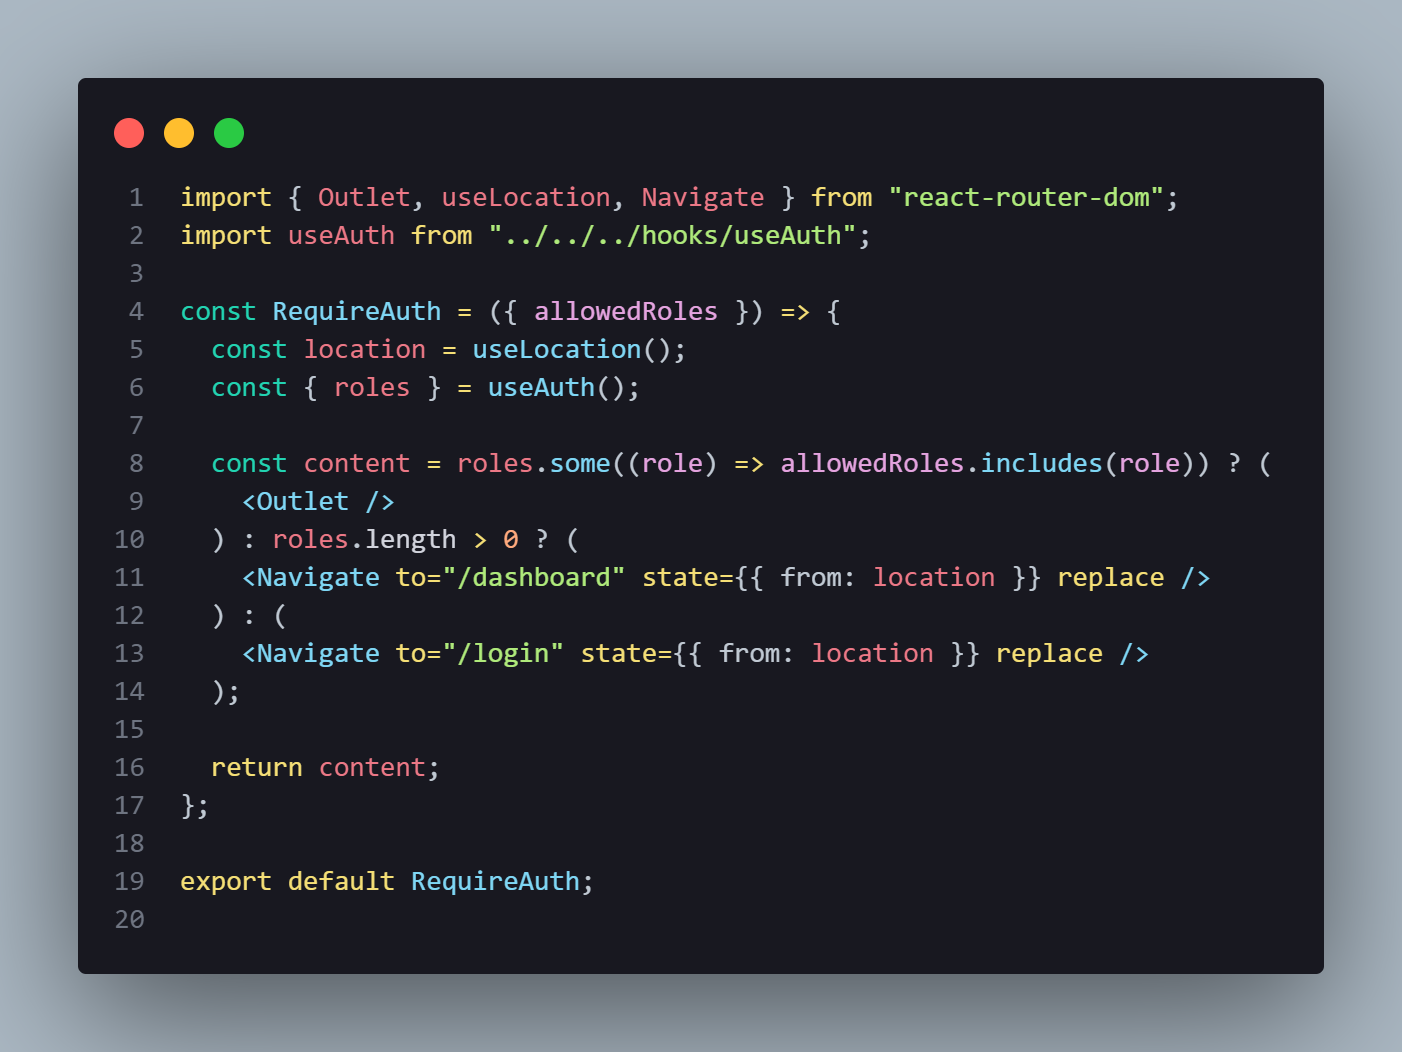 1 import { Outlet, useLocation, Navigate } from "react-router-dom";
2 import useAuth from "../../../hooks/useAuth";
3
4 const RequireAuth = ({ allowedRoles }) => {
5   const location = useLocation();
6   const { roles } = useAuth();
7
8   const content = roles.some((role) => allowedRoles.includes(role)) ? (
9     <Outlet />
10   ) : roles.length > 0 ? (
11     <Navigate to="/dashboard" state={{ from: location }} replace />
12   ) : (
13     <Navigate to="/login" state={{ from: location }} replace />
14   );
15
16   return content;
17 };
18
19 export default RequireAuth;
20